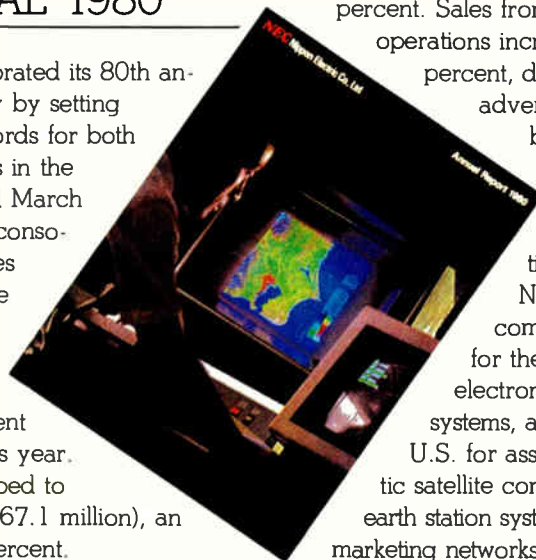 AL 1980
orated its 80th an-
by setting
ords for both
s in the
March
conso-
es
e
ent
s year.
ped to
67.1 million), an
ercent.
NEC Nippon Electric Co., Ltd.
Annual Report 1980
percent. Sales from
operations incr
percent, d
adver
b
ti
N
com
for the
electron
systems, a
U.S. for ass
tic satellite con
earth station syst
marketing networks